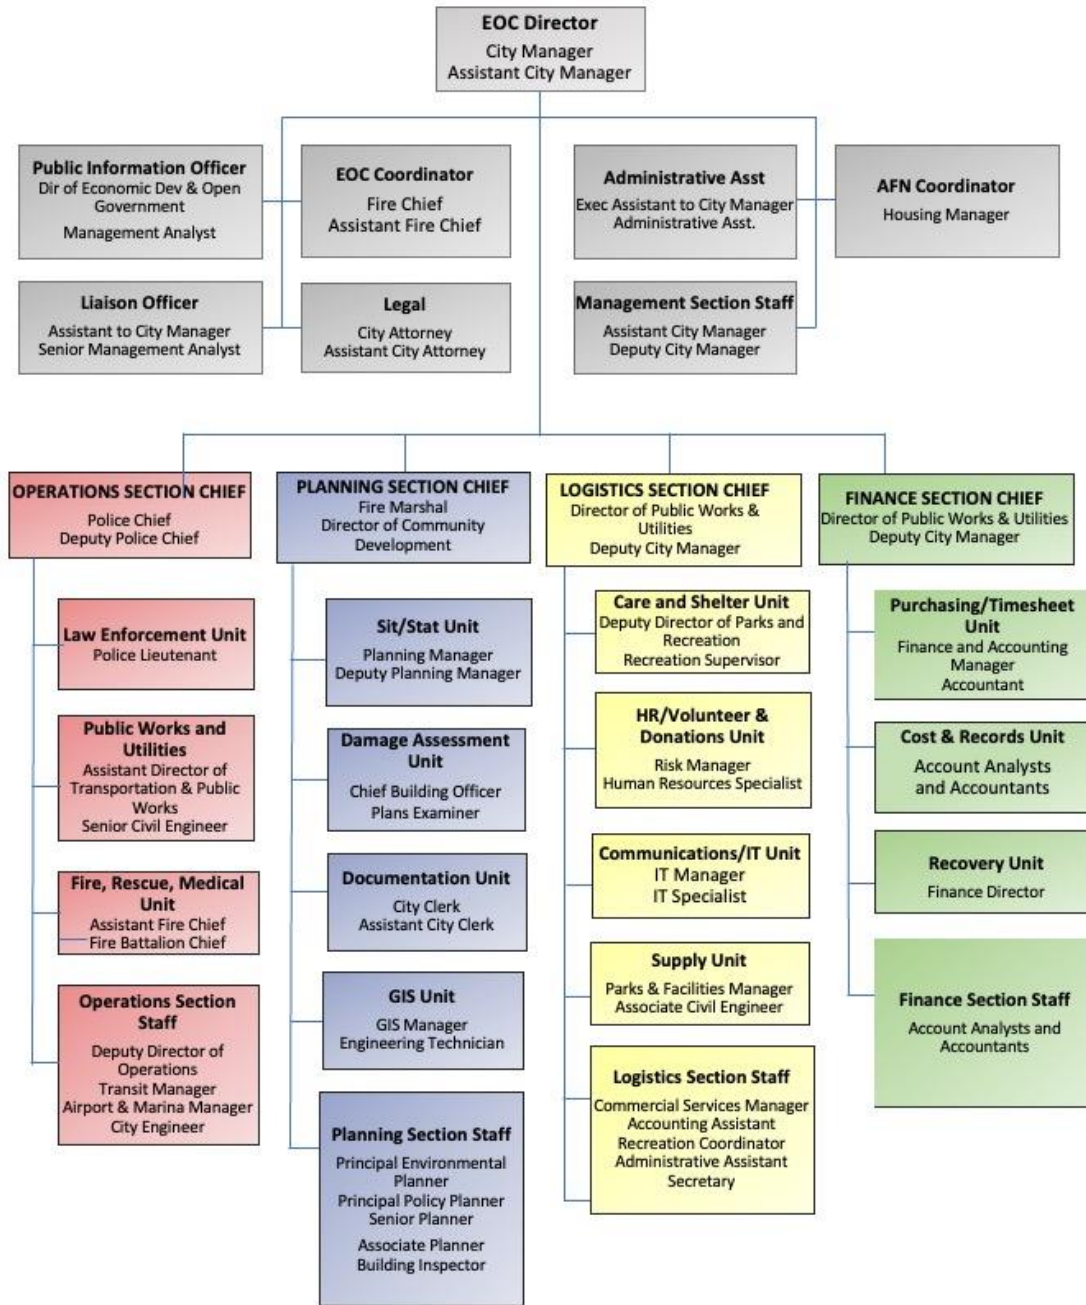 EOC Director
City Manager
Assistant City Manager
Public Information Officer
Dir of Economic Dev & Open
Government
Management Analyst
EOC Coordinator
Fire Chief
Assistant Fire Chief
Administrative Asst
Exec Assistant to City Manager
Administrative Asst.
AFN Coordinator
Housing Manager
Liaison Officer
Assistant to City Manager
Senior Management Analyst
Legal
City Attorney
Assistant City Attorney
Management Section Staff
Assistant City Manager
Deputy City Manager
OPERATIONS SECTION CHIEF
Police Chief
Deputy Police Chief
Law Enforcement Unit
Police Lieutenant
Public Works and
Utilities
Assistant Director of
Transportation & Public
Works
Senior Civil Engineer
Fire, Rescue, Medical
Unit
Assistant Fire Chief
Fire Battalion Chief
Operations Section
Staff
Deputy Director of
Operations
Transit Manager
Airport & Marina Manager
City Engineer
PLANNING SECTION CHIEF
Fire Marshal
Director of Community
Development
Sit/Stat Unit
Planning Manager
Deputy Planning Manager
Damage Assessment
Unit
Chief Building Officer
Plans Examiner
Documentation Unit
City Clerk
Assistant City Clerk
GIS Unit
GIS Manager
Engineering Technician
Planning Section Staff
Principal Environmental
Planner
Principal Policy Planner
Senior Planner
Associate Planner
Building Inspector
LOGISTICS SECTION CHIEF
Director of Public Works &
Utilities
Deputy City Manager
Care and Shelter Unit
Deputy Director of Parks and
Recreation
Recreation Supervisor
HR/Volunteer &
Donations Unit
Risk Manager
Human Resources Specialist
Communications/IT Unit
IT Manager
IT Specialist
Supply Unit
Parks & Facilities Manager
Associate Civil Engineer
Logistics Section Staff
Commercial Services Manager
Accounting Assistant
Recreation Coordinator
Administrative Assistant
Secretary
FINANCE SECTION CHIEF
Director of Public Works & Utilities
Deputy City Manager
Purchasing/Timesheet
Unit
Finance and Accounting
Manager
Accountant
Cost & Records Unit
Account Analysts
and Accountants
Recovery Unit
Finance Director
Finance Section Staff
Account Analysts and
Accountants